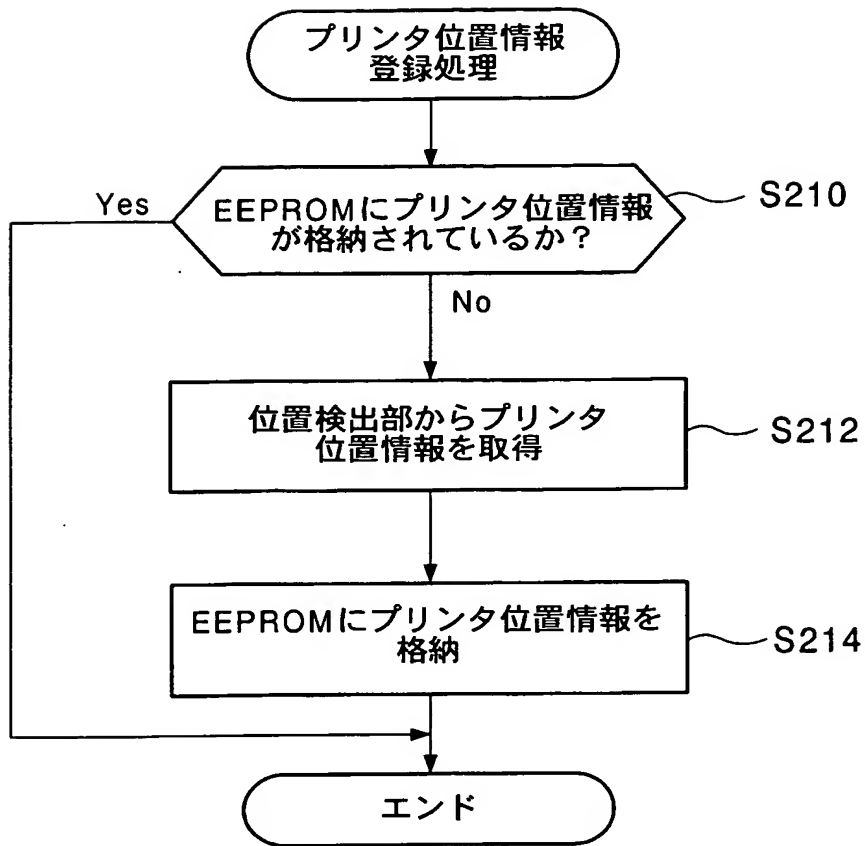 プリンタ位置情報
登録処理
Yes
EEPROMにプリンタ位置情報
が格納されているか？
S210
No
位置検出部からプリンタ
位置情報を取得
S212
EEPROMにプリンタ位置情報を
格納
S214
エンド